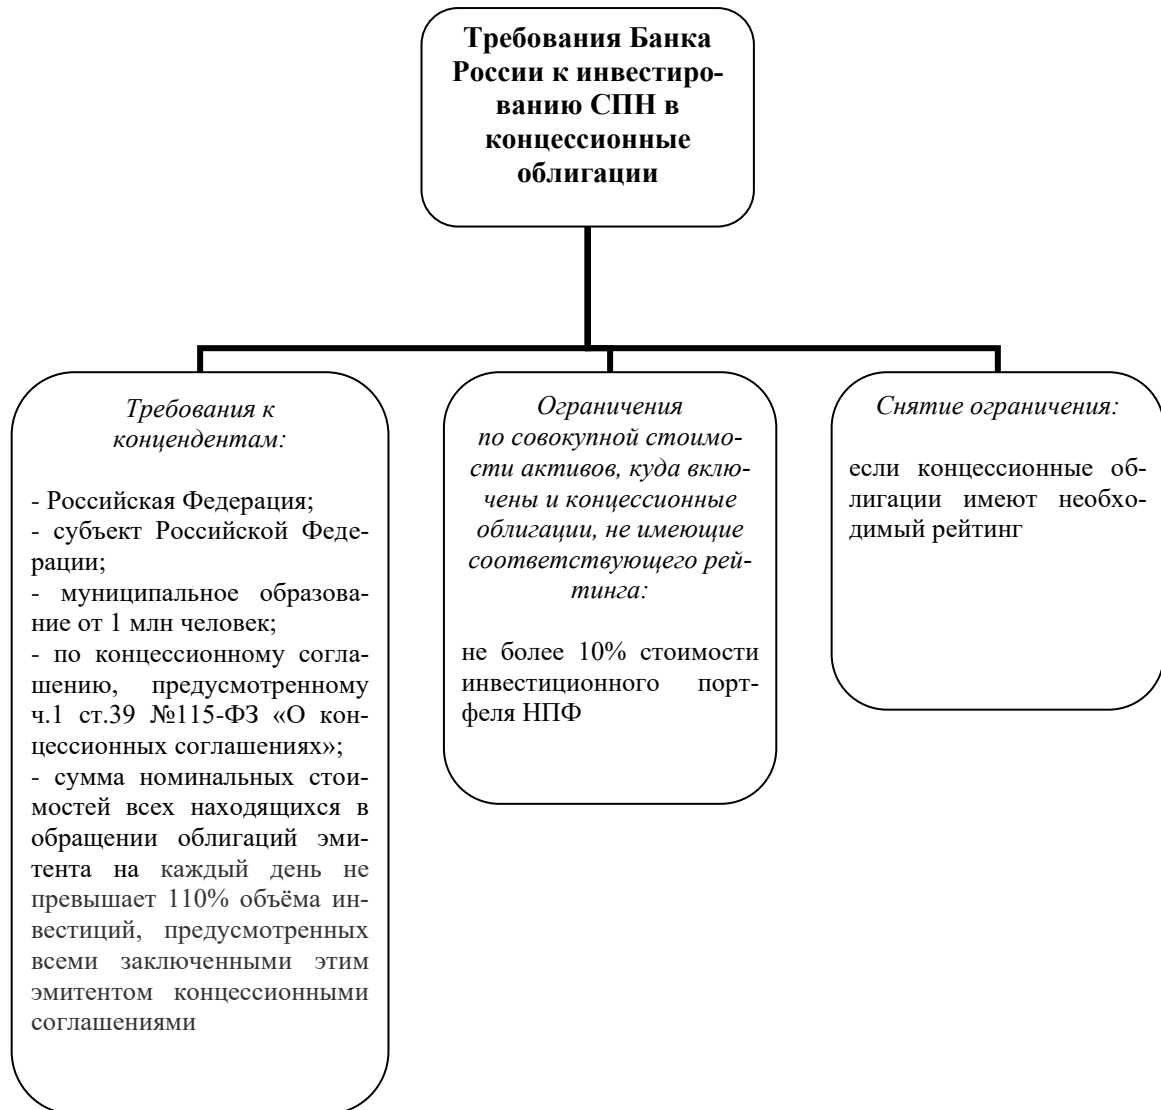 Требования Банка
России к инвестиро-
ванию СПН в
концессионные
облигации
Требования к
концендентам:
- Российская Федерация;
- субъект Российской Феде-
рации;
- муниципальное образова-
ние от 1 млн человек;
- по концессионному согла-
шению, предусмотренному
ч.1 ст.39 №115-ФЗ «О кон-
цессионных соглашениях»;
- сумма номинальных стои-
мостей всех находящихся в
обращении облигаций эми-
тента на каждый день не
превышает 110% объёма ин-
вестиций, предусмотренных
всеми заключенными этим
эмитентом концессионными
соглашениями
Ограничения
по совокупной стоимо-
сти активов, куда вклю-
чены и концессионные
облигации, не имеющие
соответствующего рей-
тинга:
не более 10% стоимости
инвестиционного порт-
феля НПФ
Снятие ограничения:
если концессионные об-
лигации имеют необхо-
димый рейтинг